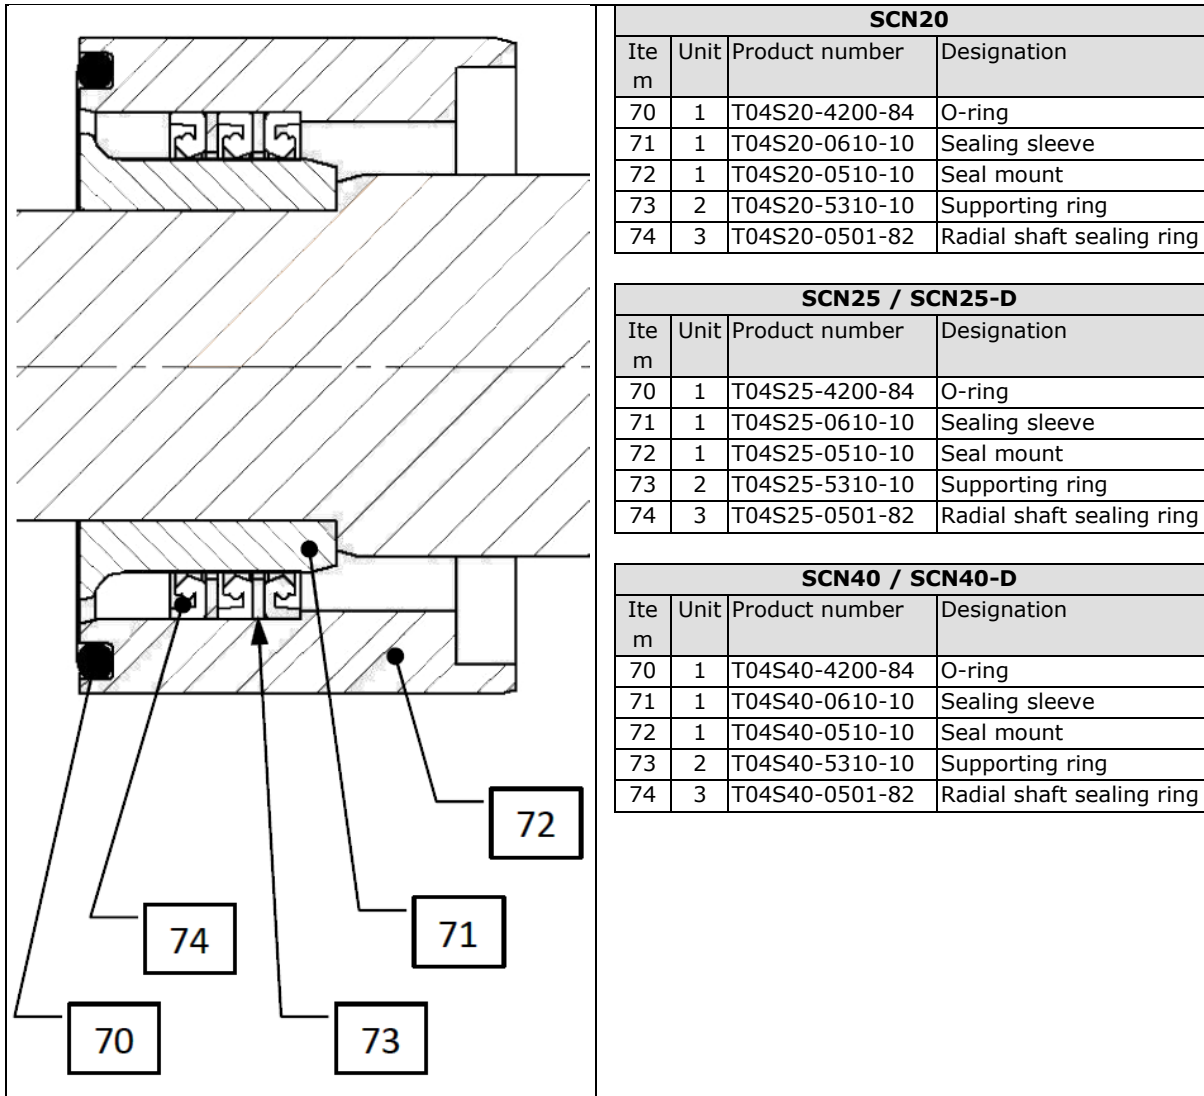 72
74
71
70
73
SCN20
Ite Unit Product number Designation
m
70 1 T04S20-4200-84 O-ring
71 1 T04S20-0610-10 Sealing sleeve
72 1 T04S20-0510-10 Seal mount
73 2 T04S20-5310-10 Supporting ring
74 3 T04S20-0501-82 Radial shaft sealing ring
SCN25 / SCN25-D
Ite Unit Product number Designation
m
70 1 T04S25-4200-84 O-ring
71 1 T04S25-0610-10 Sealing sleeve
72 1 T04S25-0510-10 Seal mount
73 2 T04S25-5310-10 Supporting ring
74 3 T04S25-0501-82 Radial shaft sealing ring
SCN40 / SCN40-D
Ite Unit Product number Designation
m
70 1 T04S40-4200-84 O-ring
71 1 T04S40-0610-10 Sealing sleeve
72 1 T04S40-0510-10 Seal mount
73 2 T04S40-5310-10 Supporting ring
74 3 T04S40-0501-82 Radial shaft sealing ring